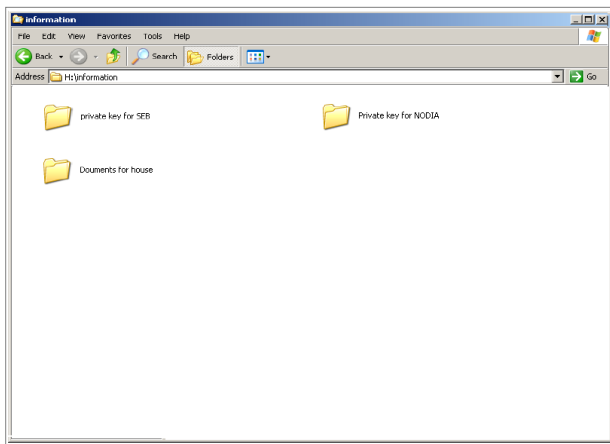 information
File Edit View Favorites Tools Help
Back Search Folders
Address H:\information Go
private key for SEB Private key for NODIA
Douments for house